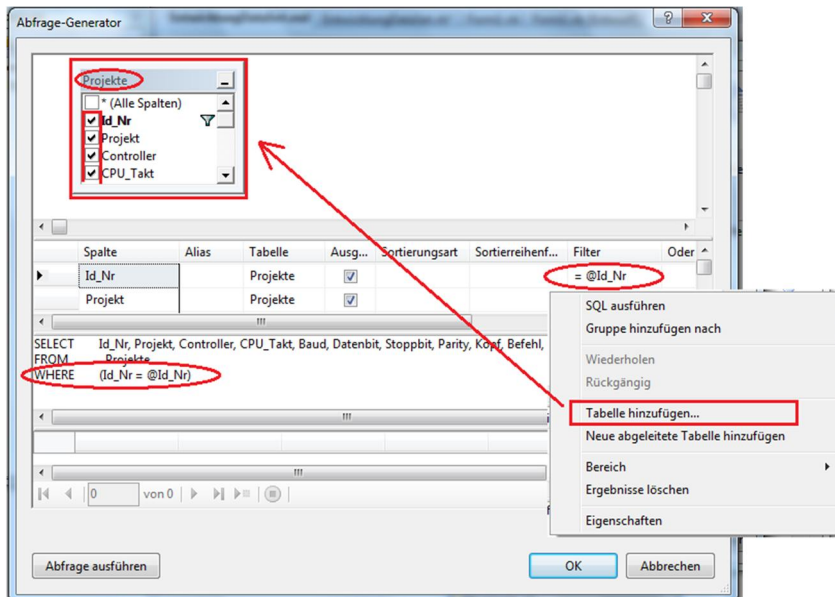 Abfrage-Generator
Projekte
* (Alle Spalten)
Id_Nr
Projekt
Controller
CPU_Takt
Spalte Alias Tabelle Ausg... Sortierungsart Sortierreihenf... Filter Oder
Id_Nr Projekte = @Id_Nr
Projekt Projekte
SELECT Id_Nr, Projekt, Controller, CPU_Takt, Baud, Datenbit, Stoppbit, Parity, Kopf, Befehl,
FROM Projekte
WHERE (Id_Nr = @Id_Nr)
0 von 0
SQL ausführen
Gruppe hinzufügen nach
Wiederholen
Rückgängig
Tabelle hinzufügen...
Neue abgeleitete Tabelle hinzufügen
Bereich
Ergebnisse löschen
Eigenschaften
Abfrage ausführen
OK
Abbrechen